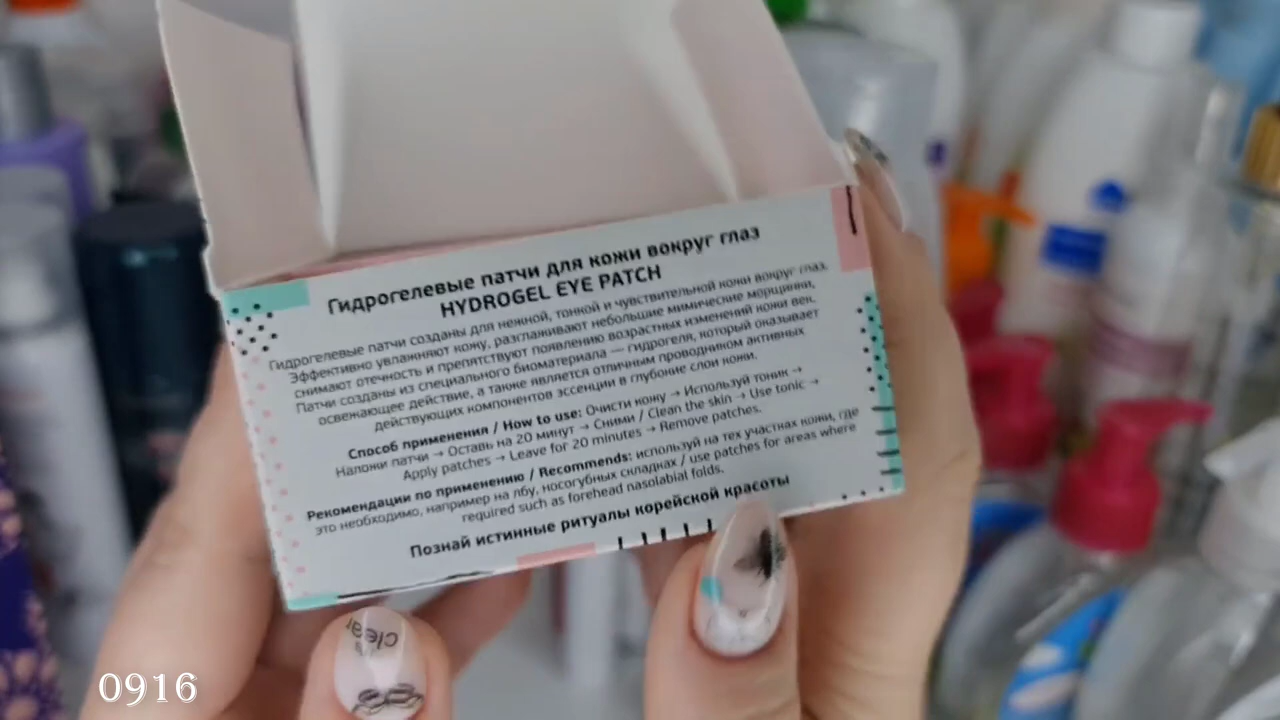 Гидрогелевые патчи для кожи вокруг глаз
HYDROGEL EYE PATCH
Гидрогелевые патчи созданы для нежной, тонкой и чувствительной кожи вокруг глаз.
Эффективно увлажняют кожу, разглаживают небольшие мимические морщинки,
снимают отечность и препятствуют появлению возрастных изменений кожи век.
Патчи созданы из специального биоматериала — гидрогеля, который оказывает
освежающее действие, а также является отличным проводником активных
действующих компонентов эссенции в глубокие слои кожи.
Способ применения / How to use: Очисти кожу → Используй тоник →
Наложи патчи → Оставь на 20 минут → Сними / Clean the skin → Use tonic →
Apply patches → Leave for 20 minutes → Remove patches.
Рекомендации по применению / Recommends: используй на тех участках кожи, где
это необходимо, например на лбу, носогубных складках / use patches for areas where
required such as forehead nasolabial folds.
Познай истинные ритуалы корейской красоты
clear
0916